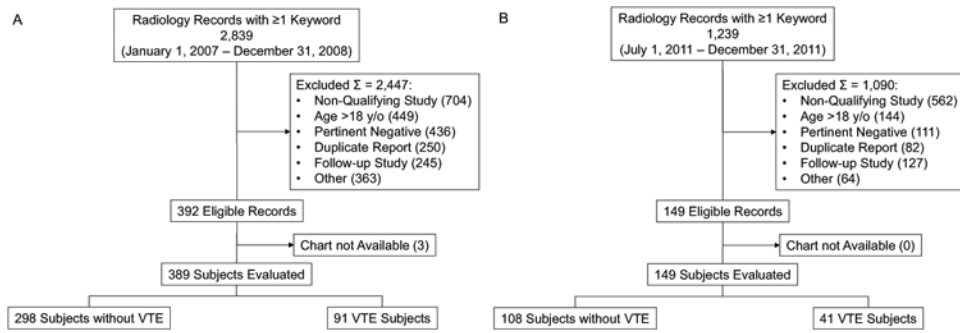 A
Radiology Records with ≥1 Keyword
2,839
(January 1, 2007 – December 31, 2008)
Excluded Σ = 2,447:
• Non-Qualifying Study (704)
• Age >18 y/o (449)
• Pertinent Negative (436)
• Duplicate Report (250)
• Follow-up Study (245)
• Other (363)
392 Eligible Records
Chart not Available (3)
389 Subjects Evaluated
298 Subjects without VTE
91 VTE Subjects
B
Radiology Records with ≥1 Keyword
1,239
(July 1, 2011 – December 31, 2011)
Excluded Σ = 1,090:
• Non-Qualifying Study (562)
• Age >18 y/o (144)
• Pertinent Negative (111)
• Duplicate Report (82)
• Follow-up Study (127)
• Other (64)
149 Eligible Records
Chart not Available (0)
149 Subjects Evaluated
108 Subjects without VTE
41 VTE Subjects